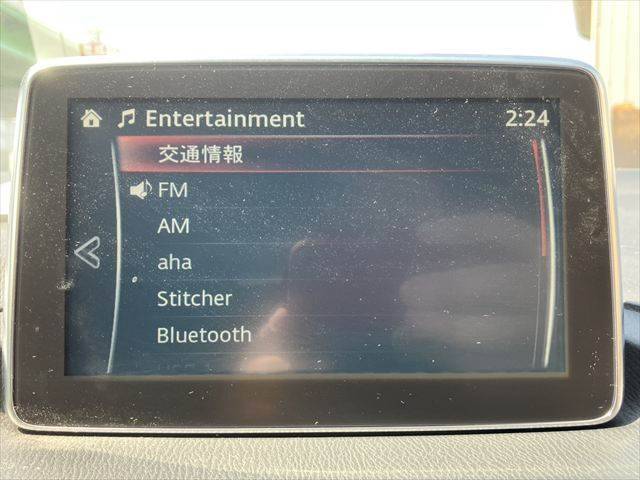 Entertainment 2:24
交通情報
FM
AM
aha
Stitcher
Bluetooth